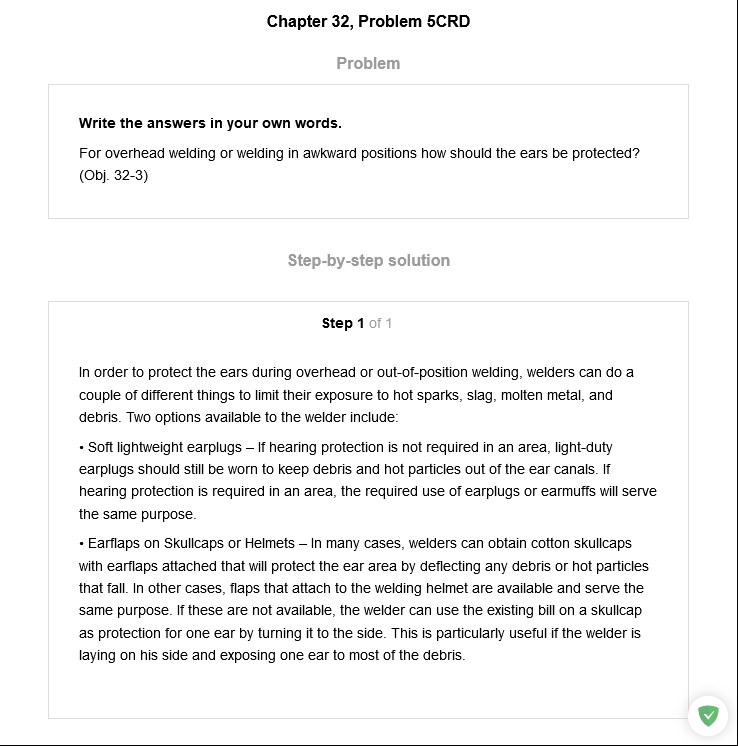 Chapter 32, Problem 5CRD
Problem
Write the answers in your own words.
For overhead welding or welding in awkward positions how should the ears be protected?
(Obj. 32-3)
Step-by-step solution
Step 1 of 1
In order to protect the ears during overhead or out-of-position welding, welders can do a
couple of different things to limit their exposure to hot sparks, slag, molten metal, and
debris. Two options available to the welder include:
• Soft lightweight earplugs – If hearing protection is not required in an area, light-duty
earplugs should still be worn to keep debris and hot particles out of the ear canals. If
hearing protection is required in an area, the required use of earplugs or earmuffs will serve
the same purpose.
• Earflaps on Skullcaps or Helmets – In many cases, welders can obtain cotton skullcaps
with earflaps attached that will protect the ear area by deflecting any debris or hot particles
that fall. In other cases, flaps that attach to the welding helmet are available and serve the
same purpose. If these are not available, the welder can use the existing bill on a skullcap
as protection for one ear by turning it to the side. This is particularly useful if the welder is
laying on his side and exposing one ear to most of the debris.